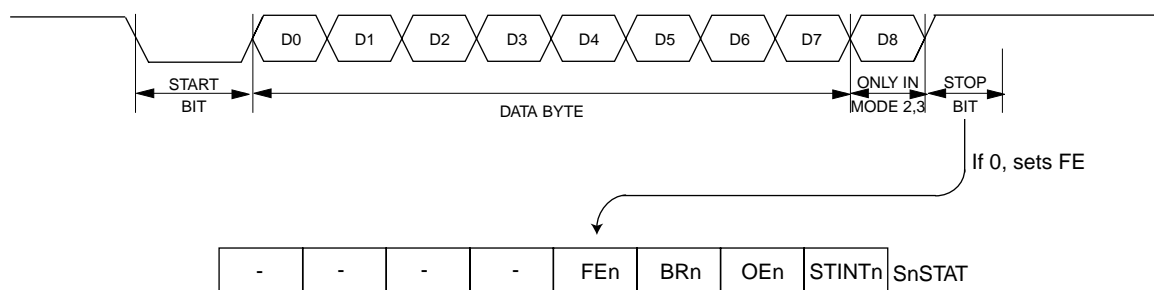 D0 D1 D2 D3 D4 D5 D6 D7 D8
START
BIT
DATA BYTE
ONLY IN
MODE 2,3
STOP
BIT
If 0, sets FE
- - - - FEn BRn OEn STINTn SnSTAT